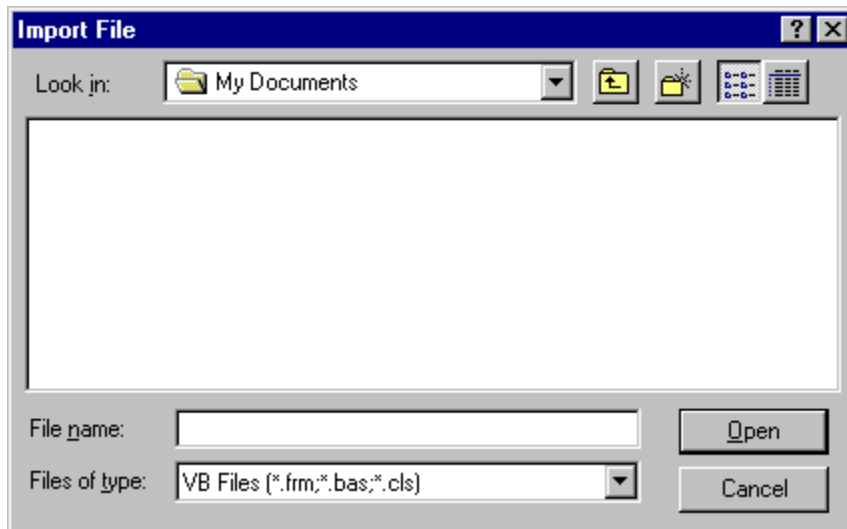 Import File
Look in: My Documents
File name:
Open
Files of type: VB Files (*.frm;*.bas;*.cls)
Cancel